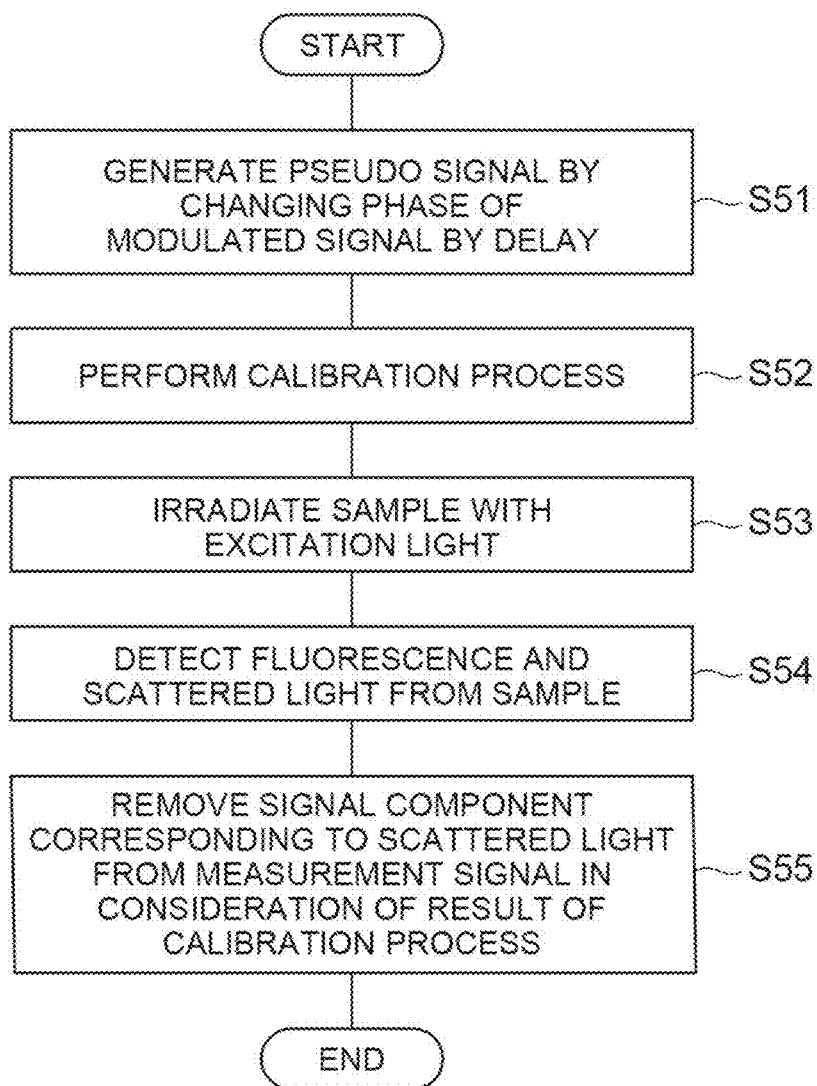 START
GENERATE PSEUDO SIGNAL BY
CHANGING PHASE OF
MODULATED SIGNAL BY DELAY
S51
PERFORM CALIBRATION PROCESS
S52
IRRADIATE SAMPLE WITH
EXCITATION LIGHT
S53
DETECT FLUORESCENCE AND
SCATTERED LIGHT FROM SAMPLE
S54
REMOVE SIGNAL COMPONENT
CORRESPONDING TO SCATTERED LIGHT
FROM MEASUREMENT SIGNAL IN
CONSIDERATION OF RESULT OF
CALIBRATION PROCESS
S55
END